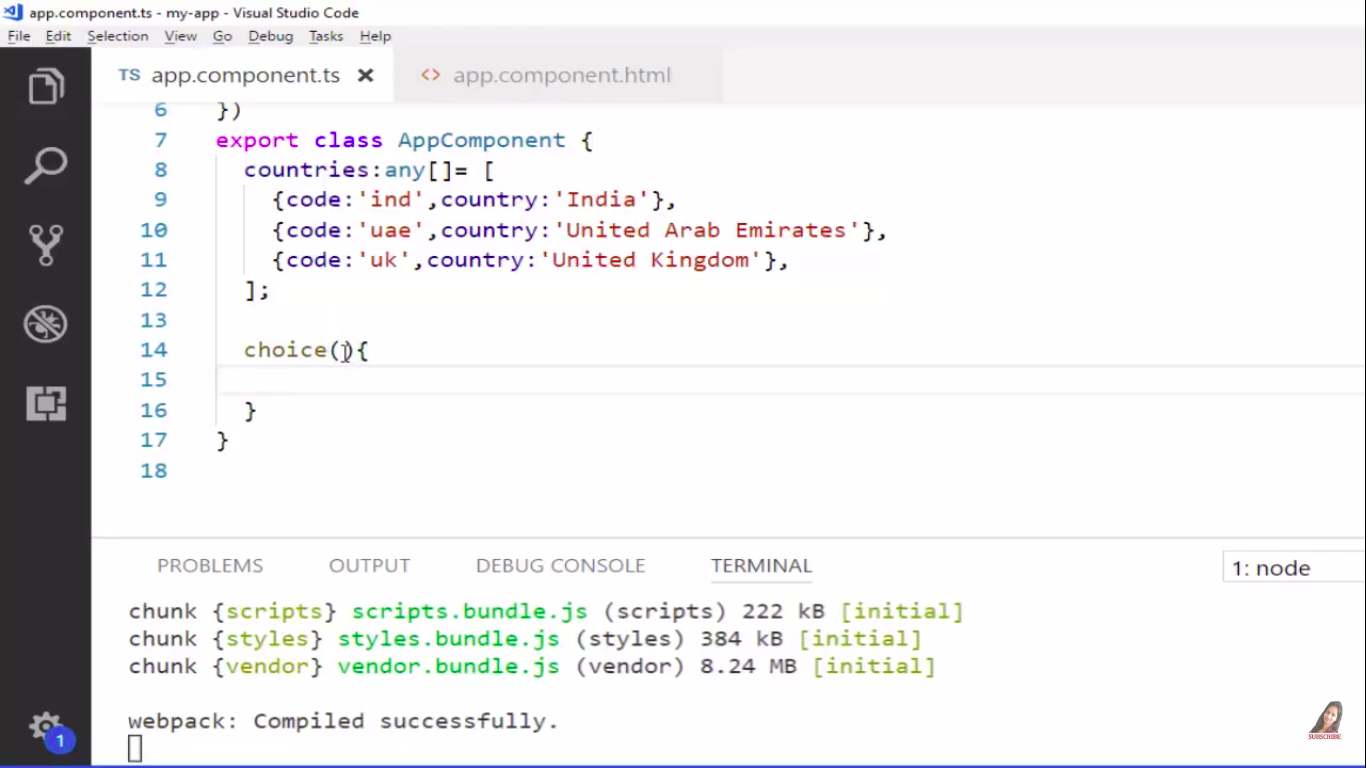 app.component.ts - my-app - Visual Studio Code
File Edit Selection View Go Debug Tasks Help
TS app.component.ts × <> app.component.html
6 })
7 export class AppComponent {
8 countries:any[]= [
9 {code:'ind',country:'India'},
10 {code:'uae',country:'United Arab Emirates'},
11 {code:'uk',country:'United Kingdom'},
12 ];
13
14 choice(){
15
16 }
17 }
18
PROBLEMS OUTPUT DEBUG CONSOLE TERMINAL 1: node
chunk {scripts} scripts.bundle.js (scripts) 222 kB [initial]
chunk {styles} styles.bundle.js (styles) 384 kB [initial]
chunk {vendor} vendor.bundle.js (vendor) 8.24 MB [initial]
webpack: Compiled successfully.
1
SUBSCRIBE